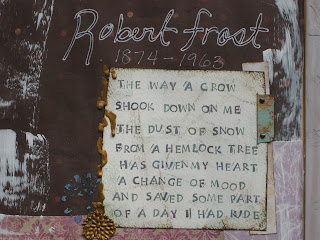 Robert frost
1874-1963
THE WAY A CROW
SHOOK DOWN ON ME
THE DUST OF SNOW
FROM A HEMLOCK TREE
HAS GIVEN MY HEART
A CHANGE OF MOOD
AND SAVED SOME PART
OF A DAY I HAD RUDE